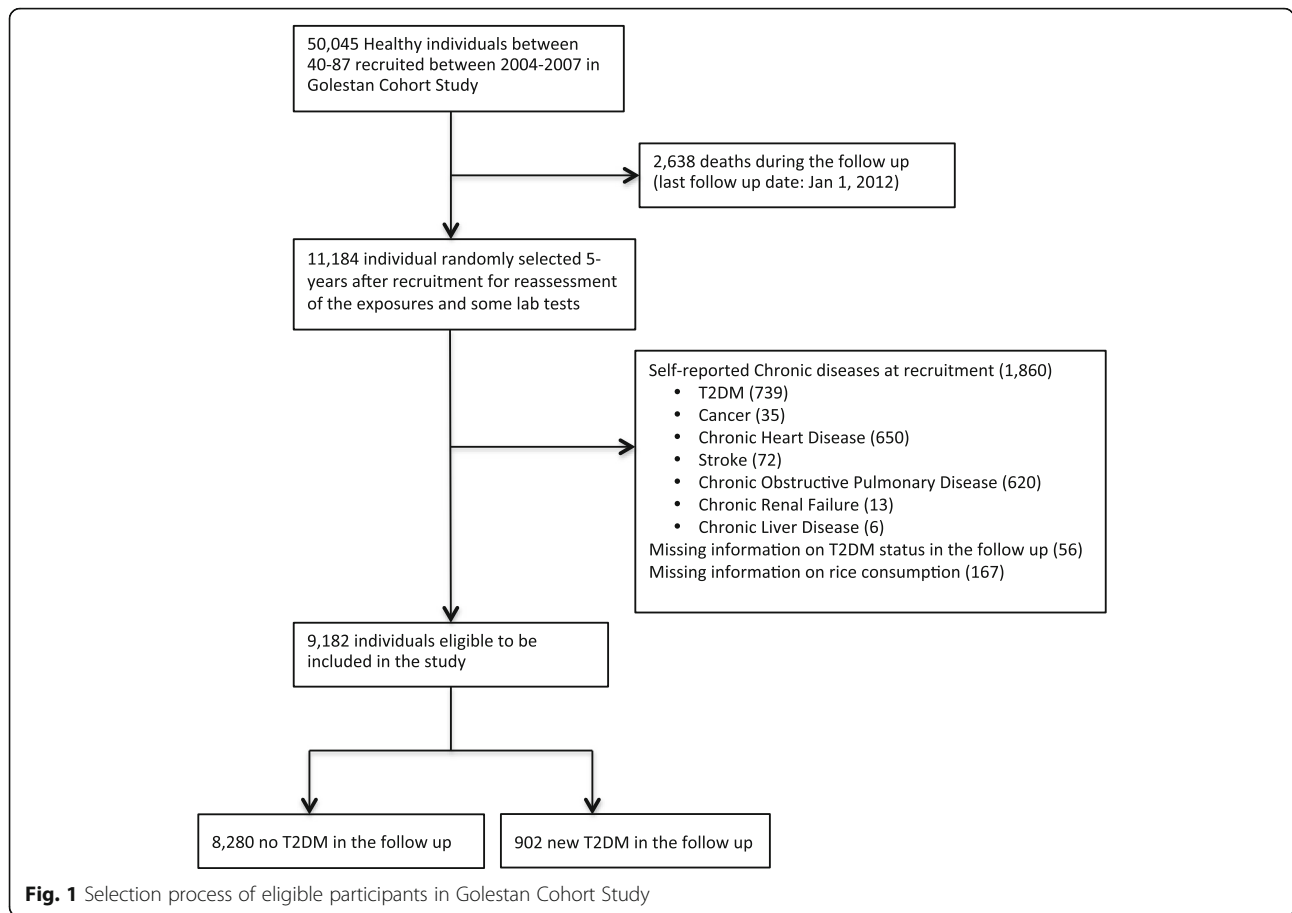 50,045 Healthy individuals between
40-87 recruited between 2004-2007 in
Golestan Cohort Study
2,638 deaths during the follow up
(last follow up date: Jan 1, 2012)
11,184 individual randomly selected 5-
years after recruitment for reassessment
of the exposures and some lab tests
Self-reported Chronic diseases at recruitment (1,860)
• T2DM (739)
• Cancer (35)
• Chronic Heart Disease (650)
• Stroke (72)
• Chronic Obstructive Pulmonary Disease (620)
• Chronic Renal Failure (13)
• Chronic Liver Disease (6)
Missing information on T2DM status in the follow up (56)
Missing information on rice consumption (167)
9,182 individuals eligible to be
included in the study
8,280 no T2DM in the follow up
902 new T2DM in the follow up
Fig. 1 Selection process of eligible participants in Golestan Cohort Study